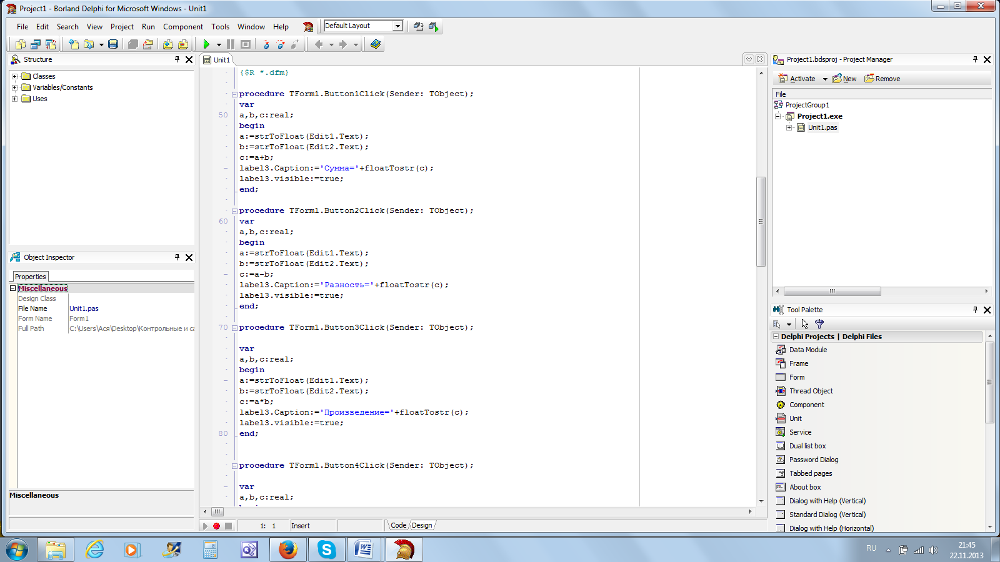 Project1 - Borland Delphi for Microsoft Windows - Unit1
File Edit Search View Project Run Component Tools Window Help
Default Layout
Structure
Classes
Variables/Constants
Uses
Object Inspector
Properties
Miscellaneous
Design Class
File Name Unit1.pas
Form Name Form1
Full Path C:\Users\Ася\Desktop\Контрольные и са
Miscellaneous
Unit1
{$R *.dfm}
procedure TForm1.Button1Click(Sender: TObject);
var
50 a,b,c:real;
begin
a:=strToFloat(Edit1.Text);
b:=strToFloat(Edit2.Text);
c:=a+b;
label3.Caption:='Сумма='+floatTostr(c);
label3.visible:=true;
end;
procedure TForm1.Button2Click(Sender: TObject);
60 var
a,b,c:real;
begin
a:=strToFloat(Edit1.Text);
b:=strToFloat(Edit2.Text);
c:=a-b;
label3.Caption:='Разность='+floatTostr(c);
label3.visible:=true;
end;
70 procedure TForm1.Button3Click(Sender: TObject);
var
a,b,c:real;
begin
a:=strToFloat(Edit1.Text);
b:=strToFloat(Edit2.Text);
c:=a*b;
label3.Caption:='Произведение='+floatTostr(c);
label3.visible:=true;
80 end;
procedure TForm1.Button4Click(Sender: TObject);
var
a,b,c:real;
1: 1 Insert Code Design
Project1.bdsproj - Project Manager
Activate New Remove
File
ProjectGroup1
Project1.exe
Unit1.pas
Tool Palette
Delphi Projects | Delphi Files
Data Module
Frame
Form
Thread Object
Component
Unit
Service
Dual list box
Password Dialog
Tabbed pages
About box
Dialog with Help (Vertical)
Standard Dialog (Vertical)
Dialog with Help (Horizontal)
RU
21:45
22.11.2013